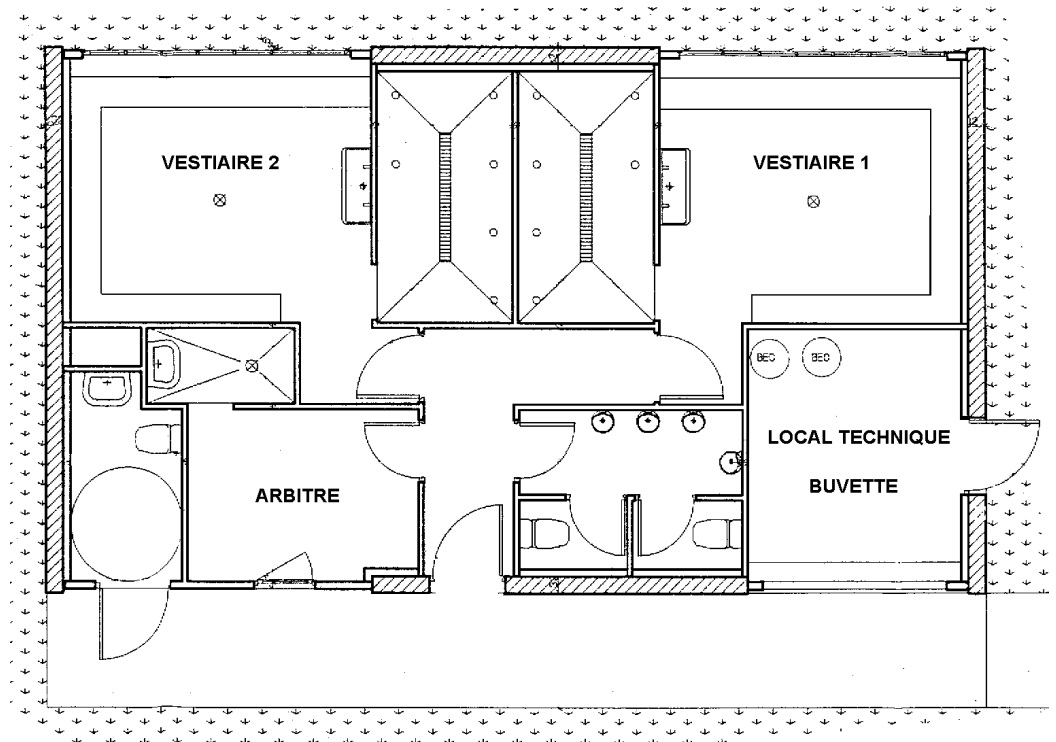 VESTIAIRE 2
VESTIAIRE 1
BEC
BEC
LOCAL TECHNIQUE
BUVETTE
ARBITRE